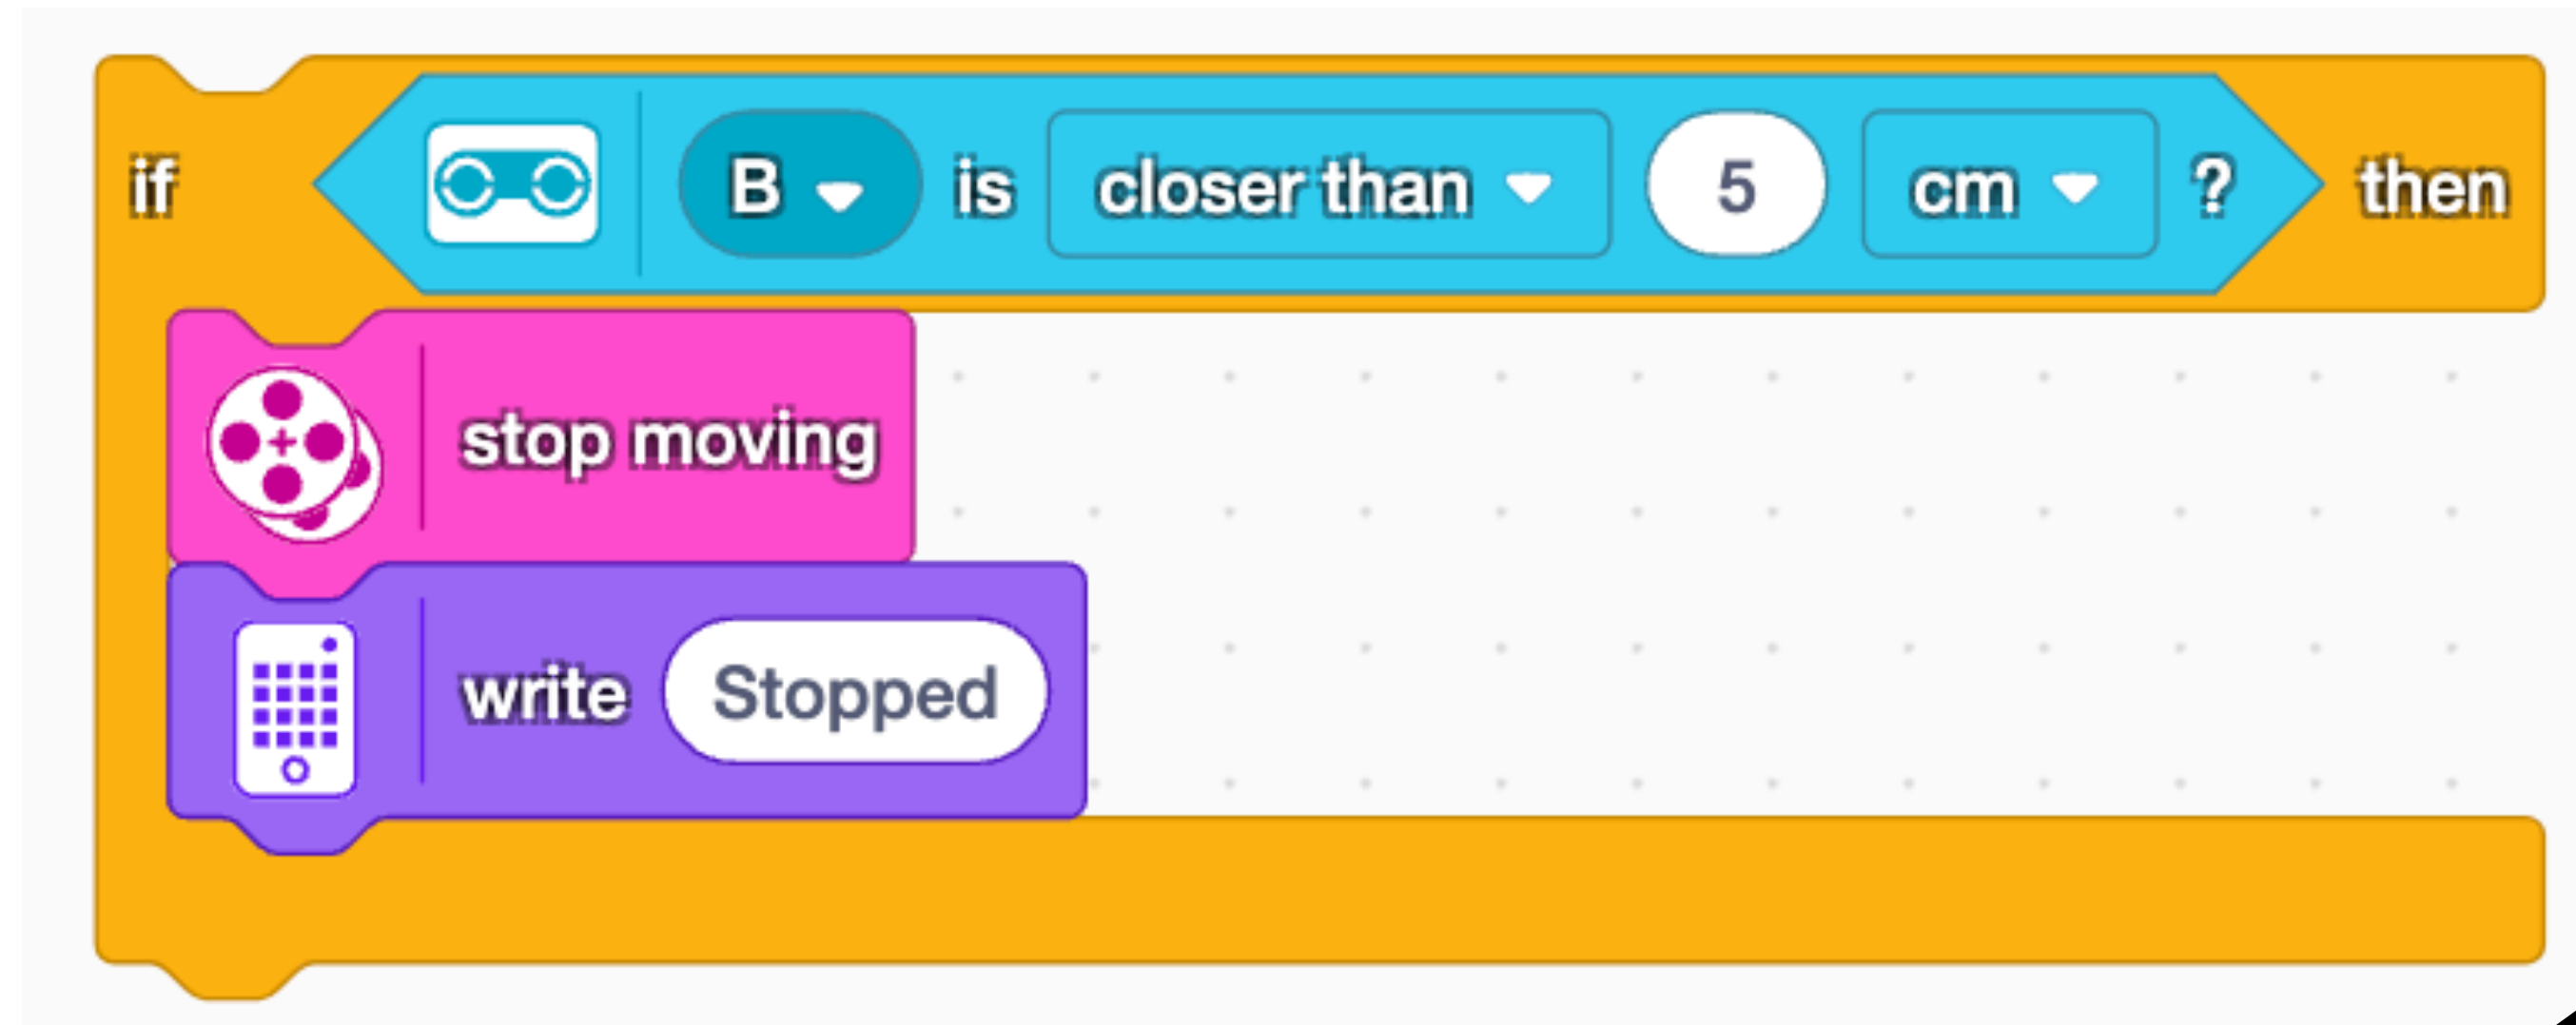 if B is closer than 5 cm ? then
stop moving
write Stopped